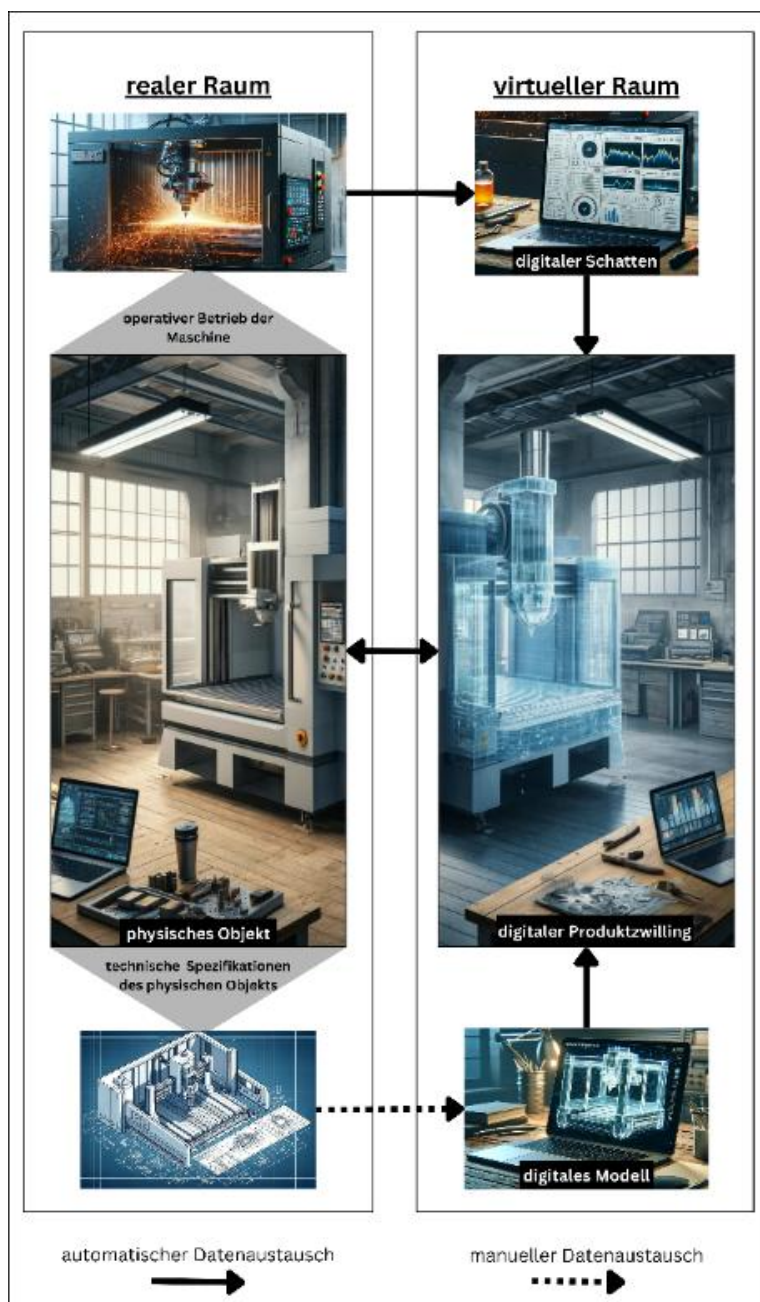 realer Raum
virtueller Raum
digitaler Schatten
operativer Betrieb der
Maschine
physisches Objekt
digitaler Produktzwilling
technische Spezifikationen
des physischen Objekts
digitales Modell
automatischer Datenaustausch
manueller Datenaustausch